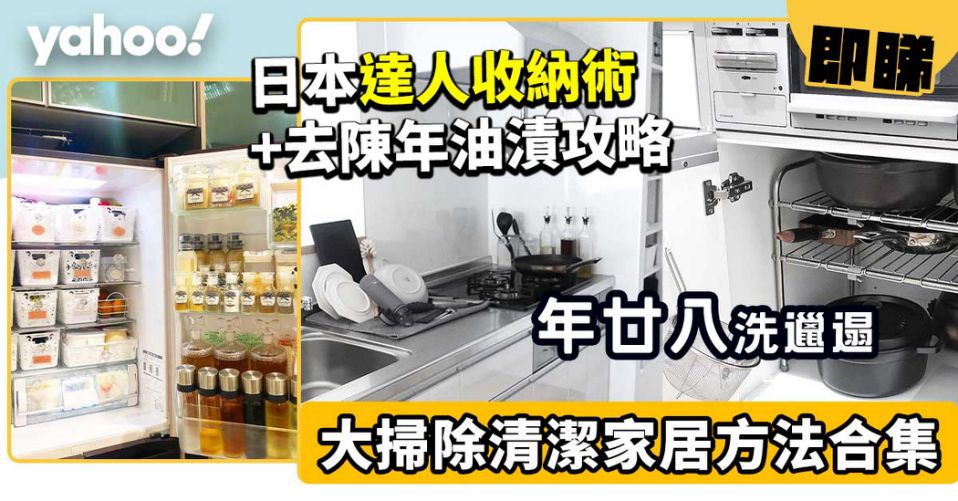 yahoo!
即睇
日本達人收納術
+去陳年油漬攻略
年廿八洗邋遢
大掃除清潔家居方法合集